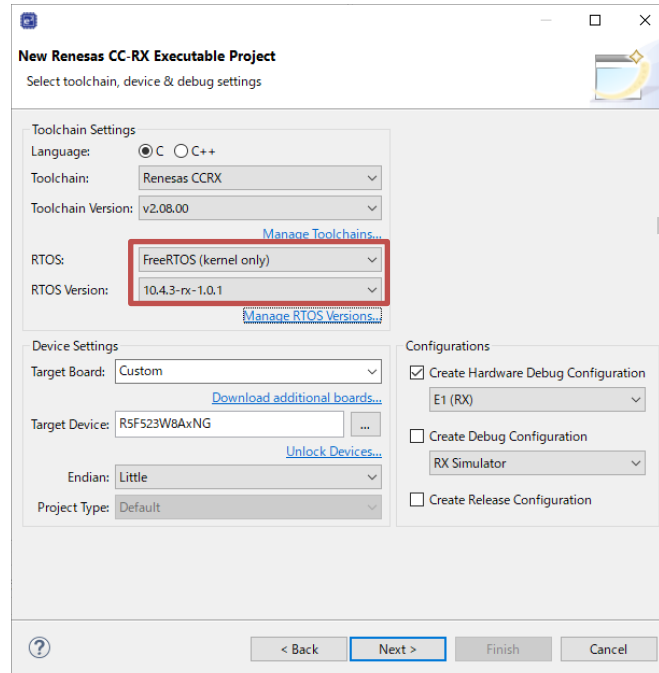 New Renesas CC-RX Executable Project
Select toolchain, device & debug settings
Toolchain Settings
Language: C C++
Toolchain: Renesas CCRX
Toolchain Version: v2.08.00
Manage Toolchains...
RTOS: FreeRTOS (kernel only)
RTOS Version: 10.4.3-rx-1.0.1
Manage RTOS Versions...
Device Settings
Target Board: Custom
Download additional boards...
Target Device: R5F523W8AxNG ...
Unlock Devices...
Endian: Little
Project Type: Default
Configurations
Create Hardware Debug Configuration
E1 (RX)
Create Debug Configuration
RX Simulator
Create Release Configuration
? < Back Next > Finish Cancel